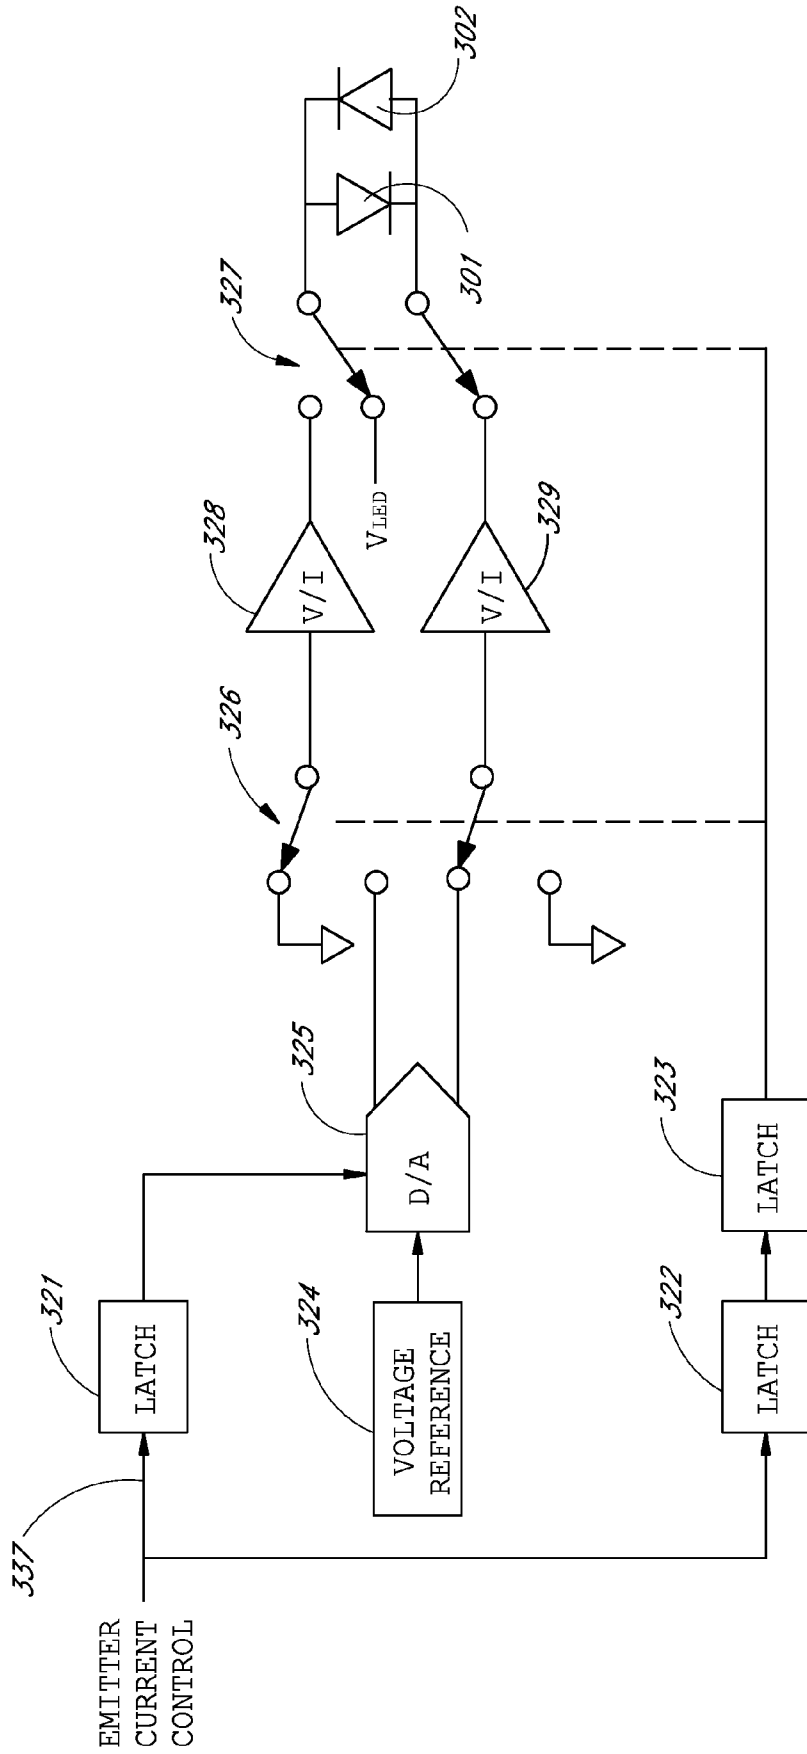 EMITTER
CURRENT
CONTROL
337
321
LATCH
324
VOLTAGE
REFERENCE
322
LATCH
323
LATCH
325
D/A
326
328
V/I
329
V/I
327
VLED
301
302